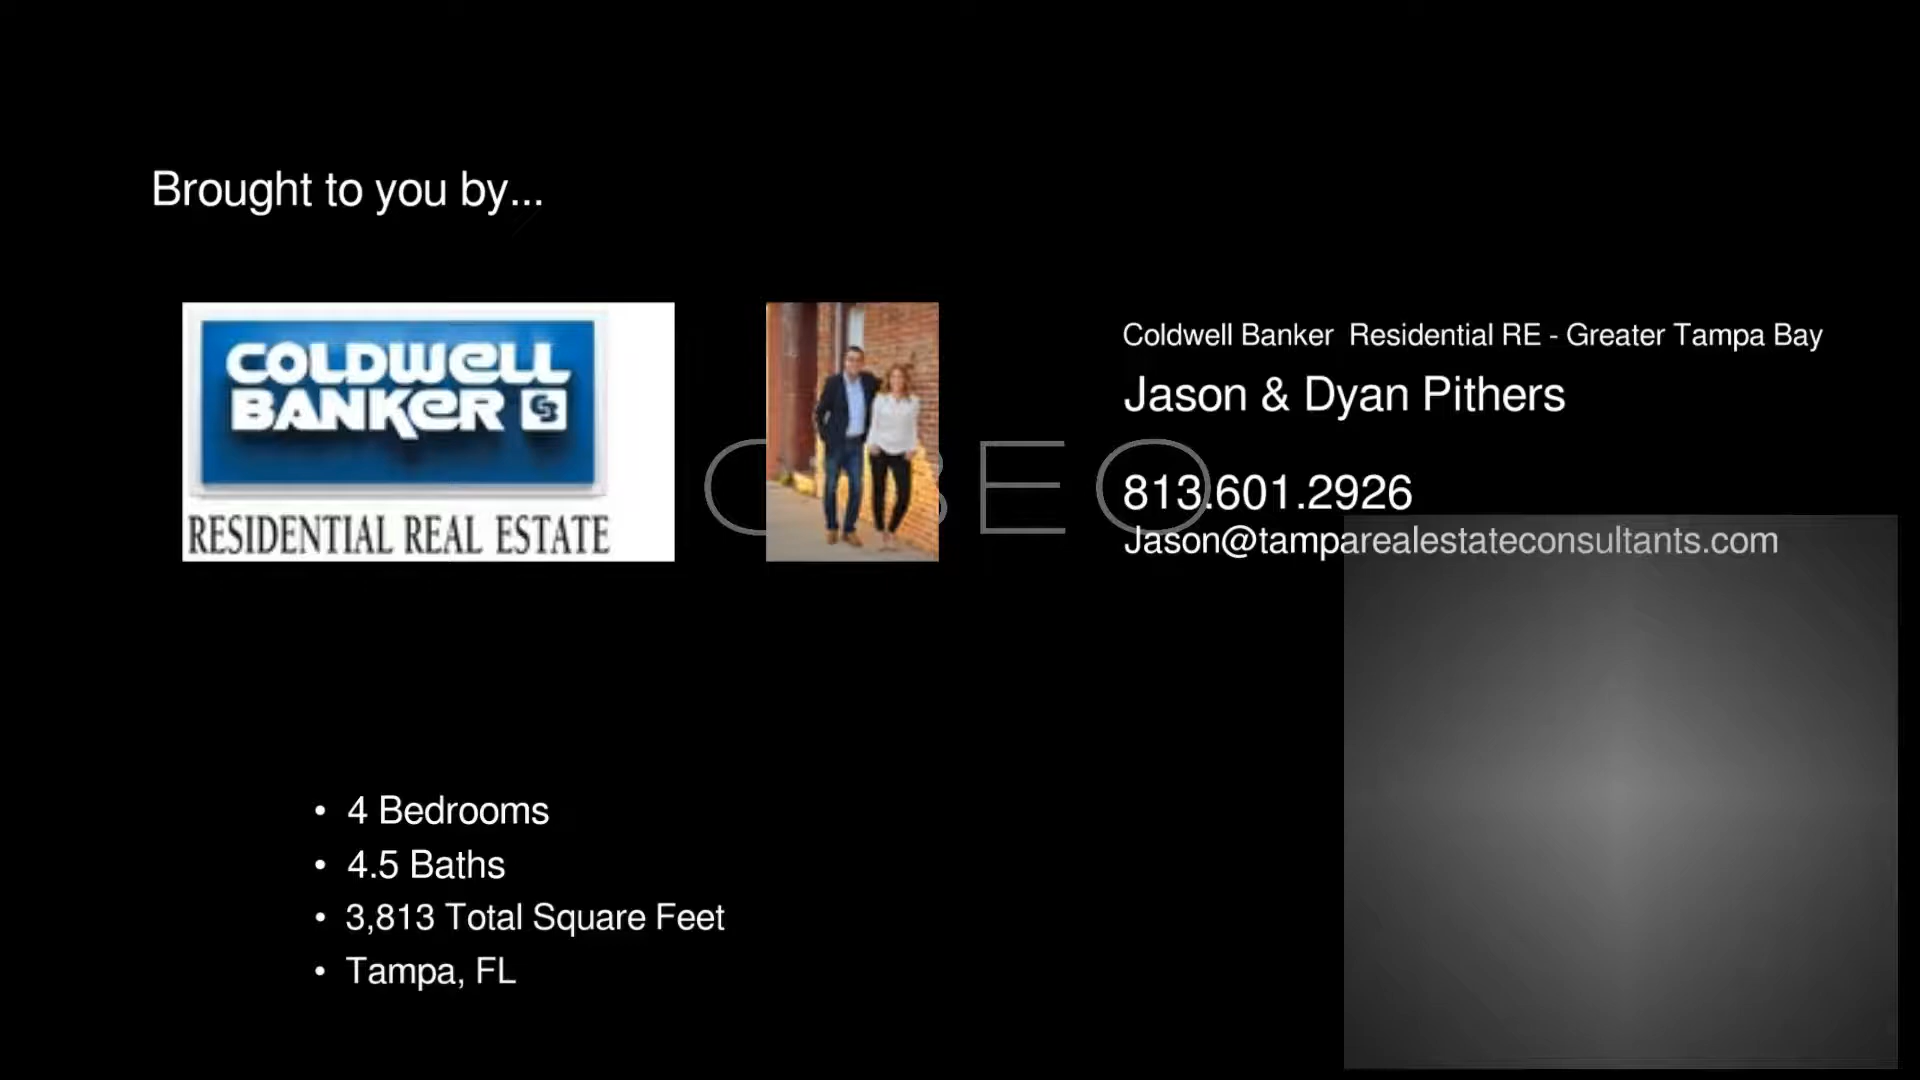 Brought to you by...
COLDWELL
BANKER CB
RESIDENTIAL REAL ESTATE
Coldwell Banker  Residential RE - Greater Tampa Bay
Jason & Dyan Pithers
813.601.2926
Jason@tamparealestateconsultants.com
• 4 Bedrooms
• 4.5 Baths
• 3,813 Total Square Feet
• Tampa, FL